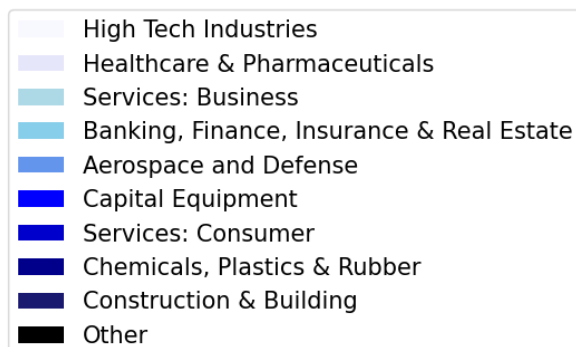 High Tech Industries
Healthcare & Pharmaceuticals
Services: Business
Banking, Finance, Insurance & Real Estate
Aerospace and Defense
Capital Equipment
Services: Consumer
Chemicals, Plastics & Rubber
Construction & Building
Other